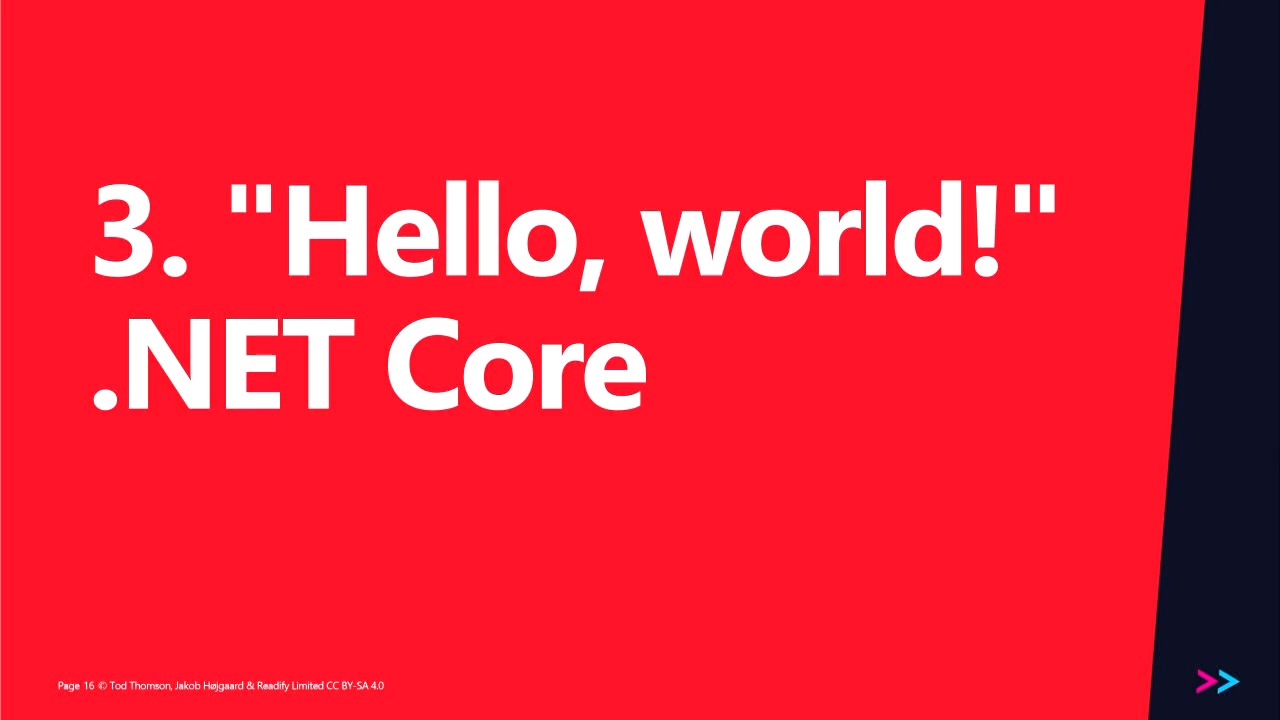 3. "Hello, world!"
.NET Core
Page 16 © Tod Thomson, Jakob Højgaard & Readify Limited CC BY-SA 4.0